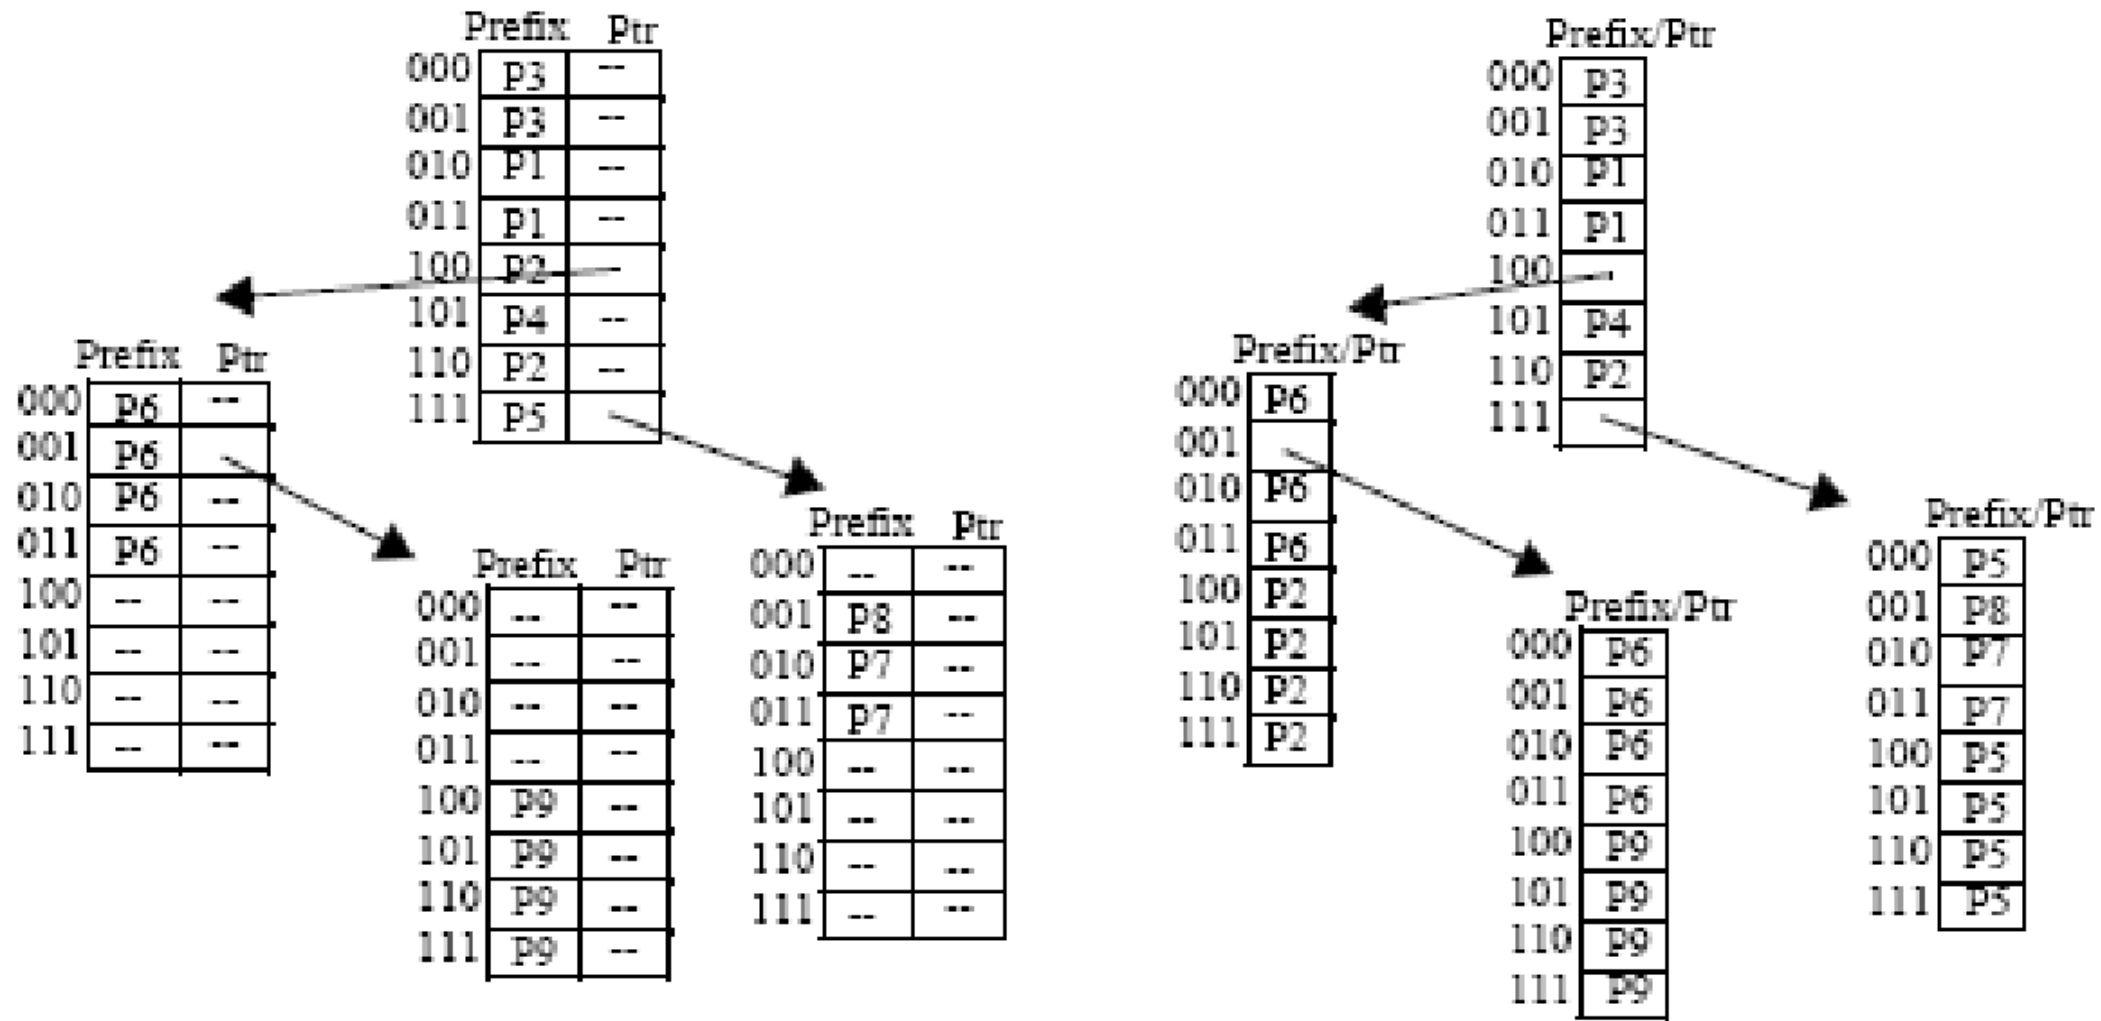 Prefix Ptr
000 P3 --
001 P3 --
010 P1 --
011 P1 --
100 P2
101 P4 --
110 P2 --
111 P5
Prefix Ptr
000 P6 --
001 P6
010 P6 --
011 P6 --
100 -- --
101 -- --
110 -- --
111 -- --
Prefix Ptr
000 -- --
001 -- --
010 -- --
011 -- --
100 P9 --
101 P9 --
110 P9 --
111 P9 --
Prefix Ptr
000 -- --
001 P8 --
010 P7 --
011 P7 --
100 -- --
101 -- --
110 -- --
111 -- --
Prefix/Ptr
000 P3
001 P3
010 P1
011 P1
100
101 P4
110 P2
111
Prefix/Ptr
000 P6
001
010 P6
011 P6
100 P2
101 P2
110 P2
111 P2
Prefix/Ptr
000 P6
001 P6
010 P6
011 P6
100 P9
101 P9
110 P9
111 P9
Prefix/Ptr
000 P5
001 P8
010 P7
011 P7
100 P5
101 P5
110 P5
111 P5